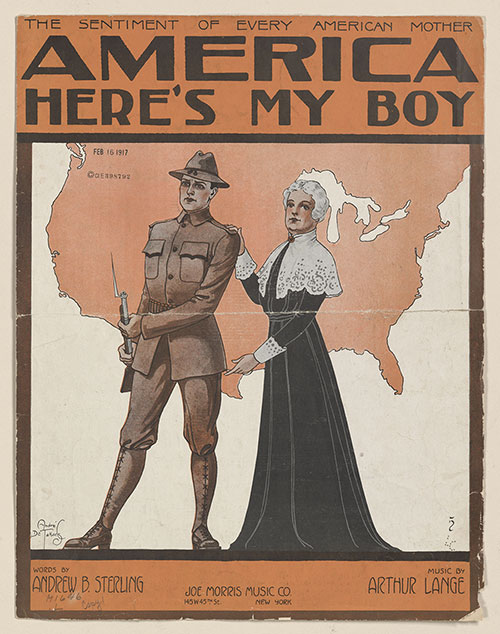 THE SENTIMENT OF EVERY AMERICAN MOTHER
AMERICA
HERE'S MY BOY
FEB 16 1917
WORDS BY
ANDREW B. STERLING
JOE MORRIS MUSIC CO.
145 W 45TH ST. NEW YORK
MUSIC BY
ARTHUR LANGE